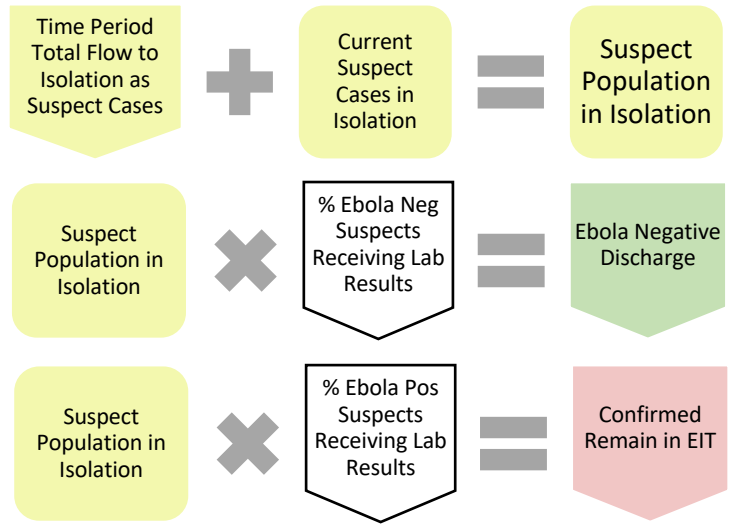 Time Period
Total Flow to
Isolation as
Suspect Cases
Current
Suspect
Cases in
Isolation
Suspect
Population
in Isolation
Suspect
Population in
Isolation
% Ebola Neg
Suspects
Receiving Lab
Results
Ebola Negative
Discharge
Suspect
Population in
Isolation
% Ebola Pos
Suspects
Receiving Lab
Results
Confirmed
Remain in EIT